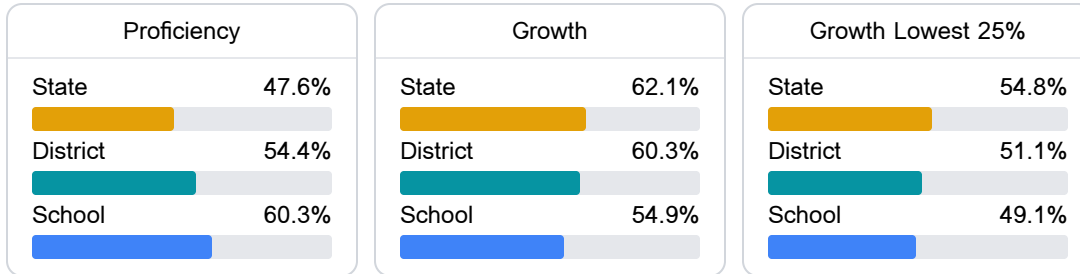 Proficiency
State 47.6%
District 54.4%
School 60.3%
Growth
State 62.1%
District 60.3%
School 54.9%
Growth Lowest 25%
State 54.8%
District 51.1%
School 49.1%